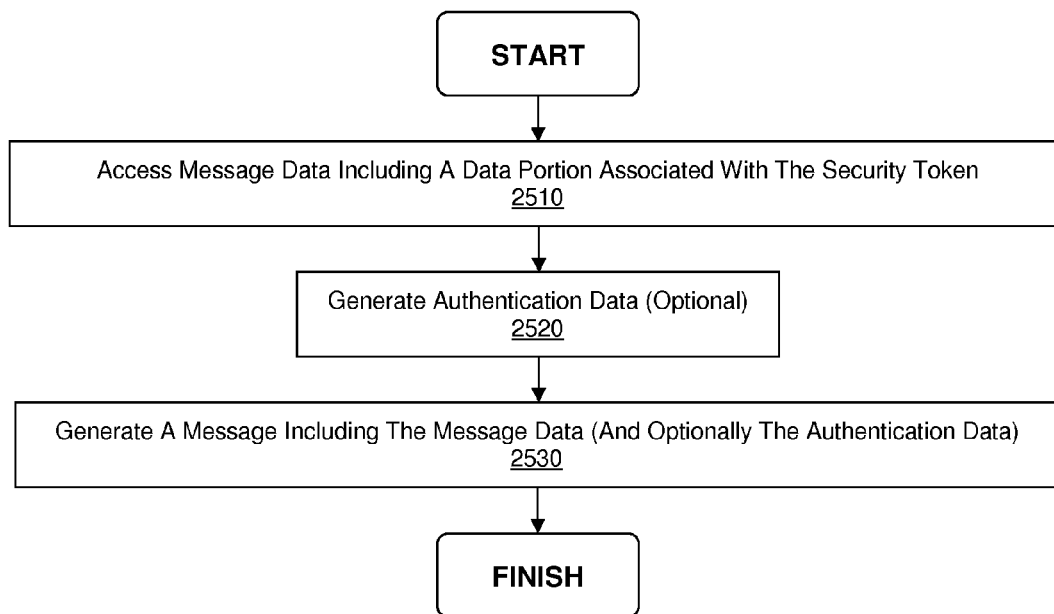 START
Access Message Data Including A Data Portion Associated With The Security Token
2510
Generate Authentication Data (Optional)
2520
Generate A Message Including The Message Data (And Optionally The Authentication Data)
2530
FINISH